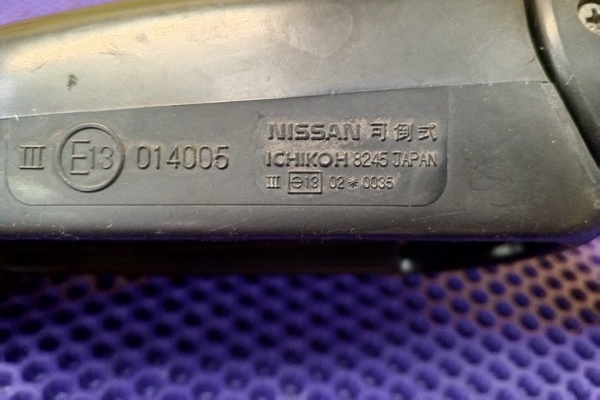 III E13 014005
NISSAN 可倒式
ICHIKOH 8245 JAPAN
III e13 02*0035